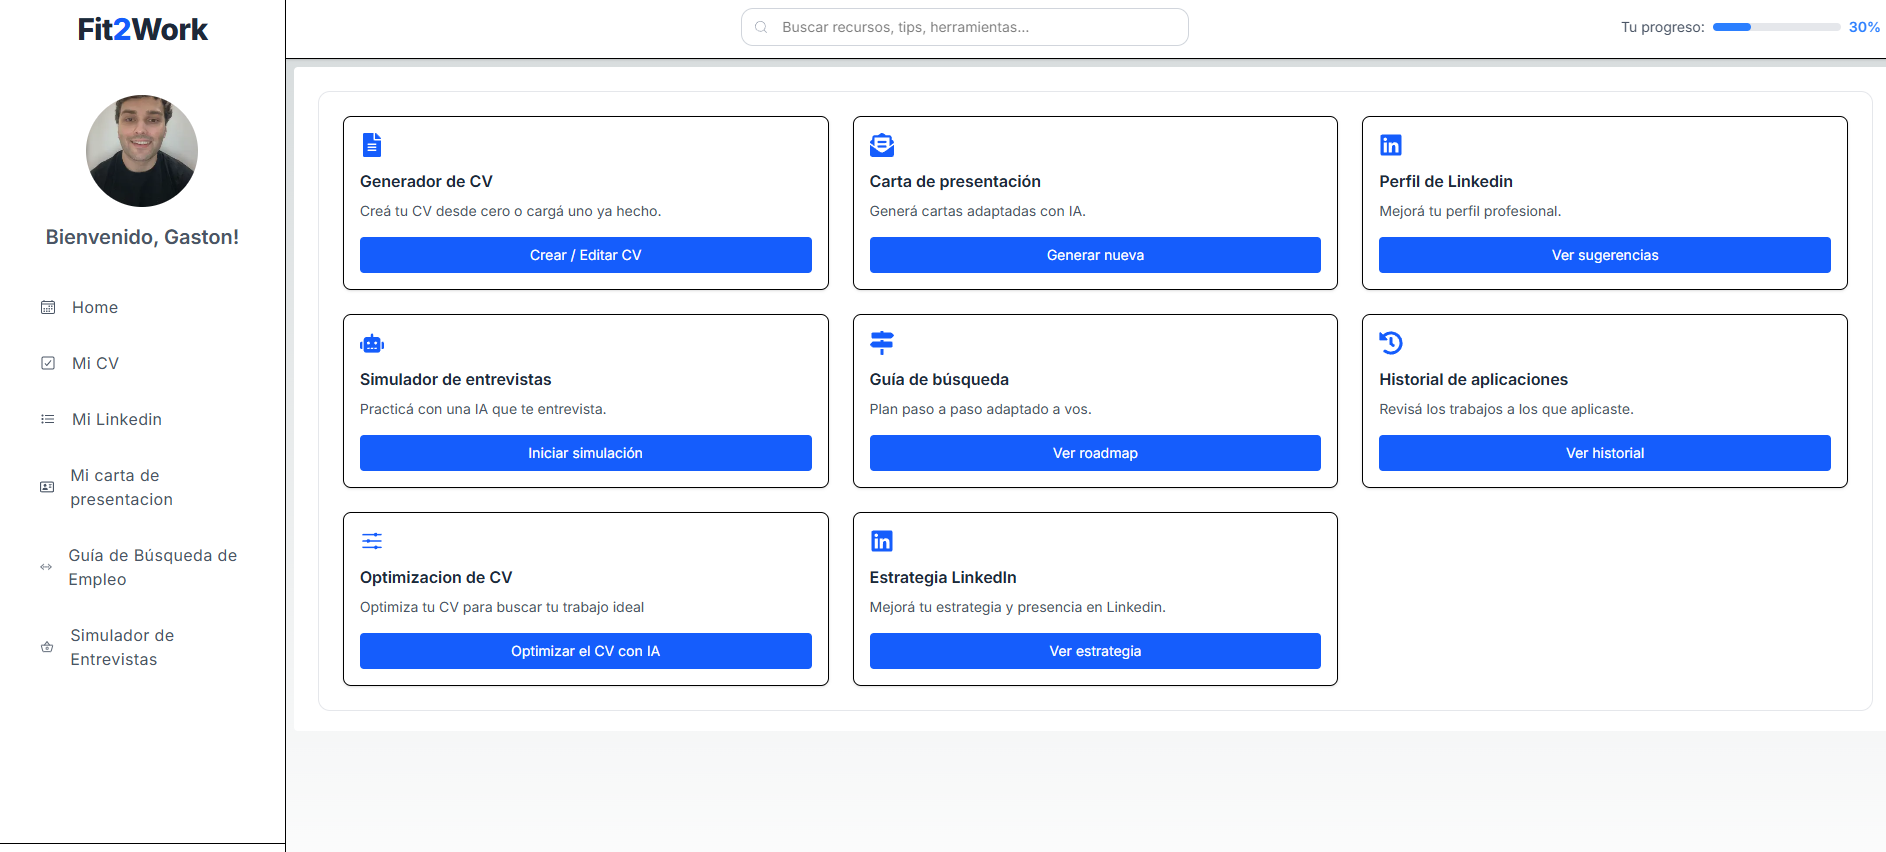 Fit2Work
Buscar recursos, tips, herramientas...
Tu progreso:
30%
Bienvenido, Gaston!
Home
Mi CV
Mi Linkedin
Mi carta de
presentacion
Guía de Búsqueda de
Empleo
Simulador de
Entrevistas
Generador de CV
Creá tu CV desde cero o cargá uno ya hecho.
Crear / Editar CV
Carta de presentación
Generá cartas adaptadas con IA.
Generar nueva
in
Perfil de Linkedin
Mejorá tu perfil profesional.
Ver sugerencias
Simulador de entrevistas
Practicá con una IA que te entrevista.
Iniciar simulación
Guía de búsqueda
Plan paso a paso adaptado a vos.
Ver roadmap
Historial de aplicaciones
Revisá los trabajos a los que aplicaste.
Ver historial
Optimizacion de CV
Optimiza tu CV para buscar tu trabajo ideal
Optimizar el CV con IA
in
Estrategia LinkedIn
Mejorá tu estrategia y presencia en Linkedin.
Ver estrategia